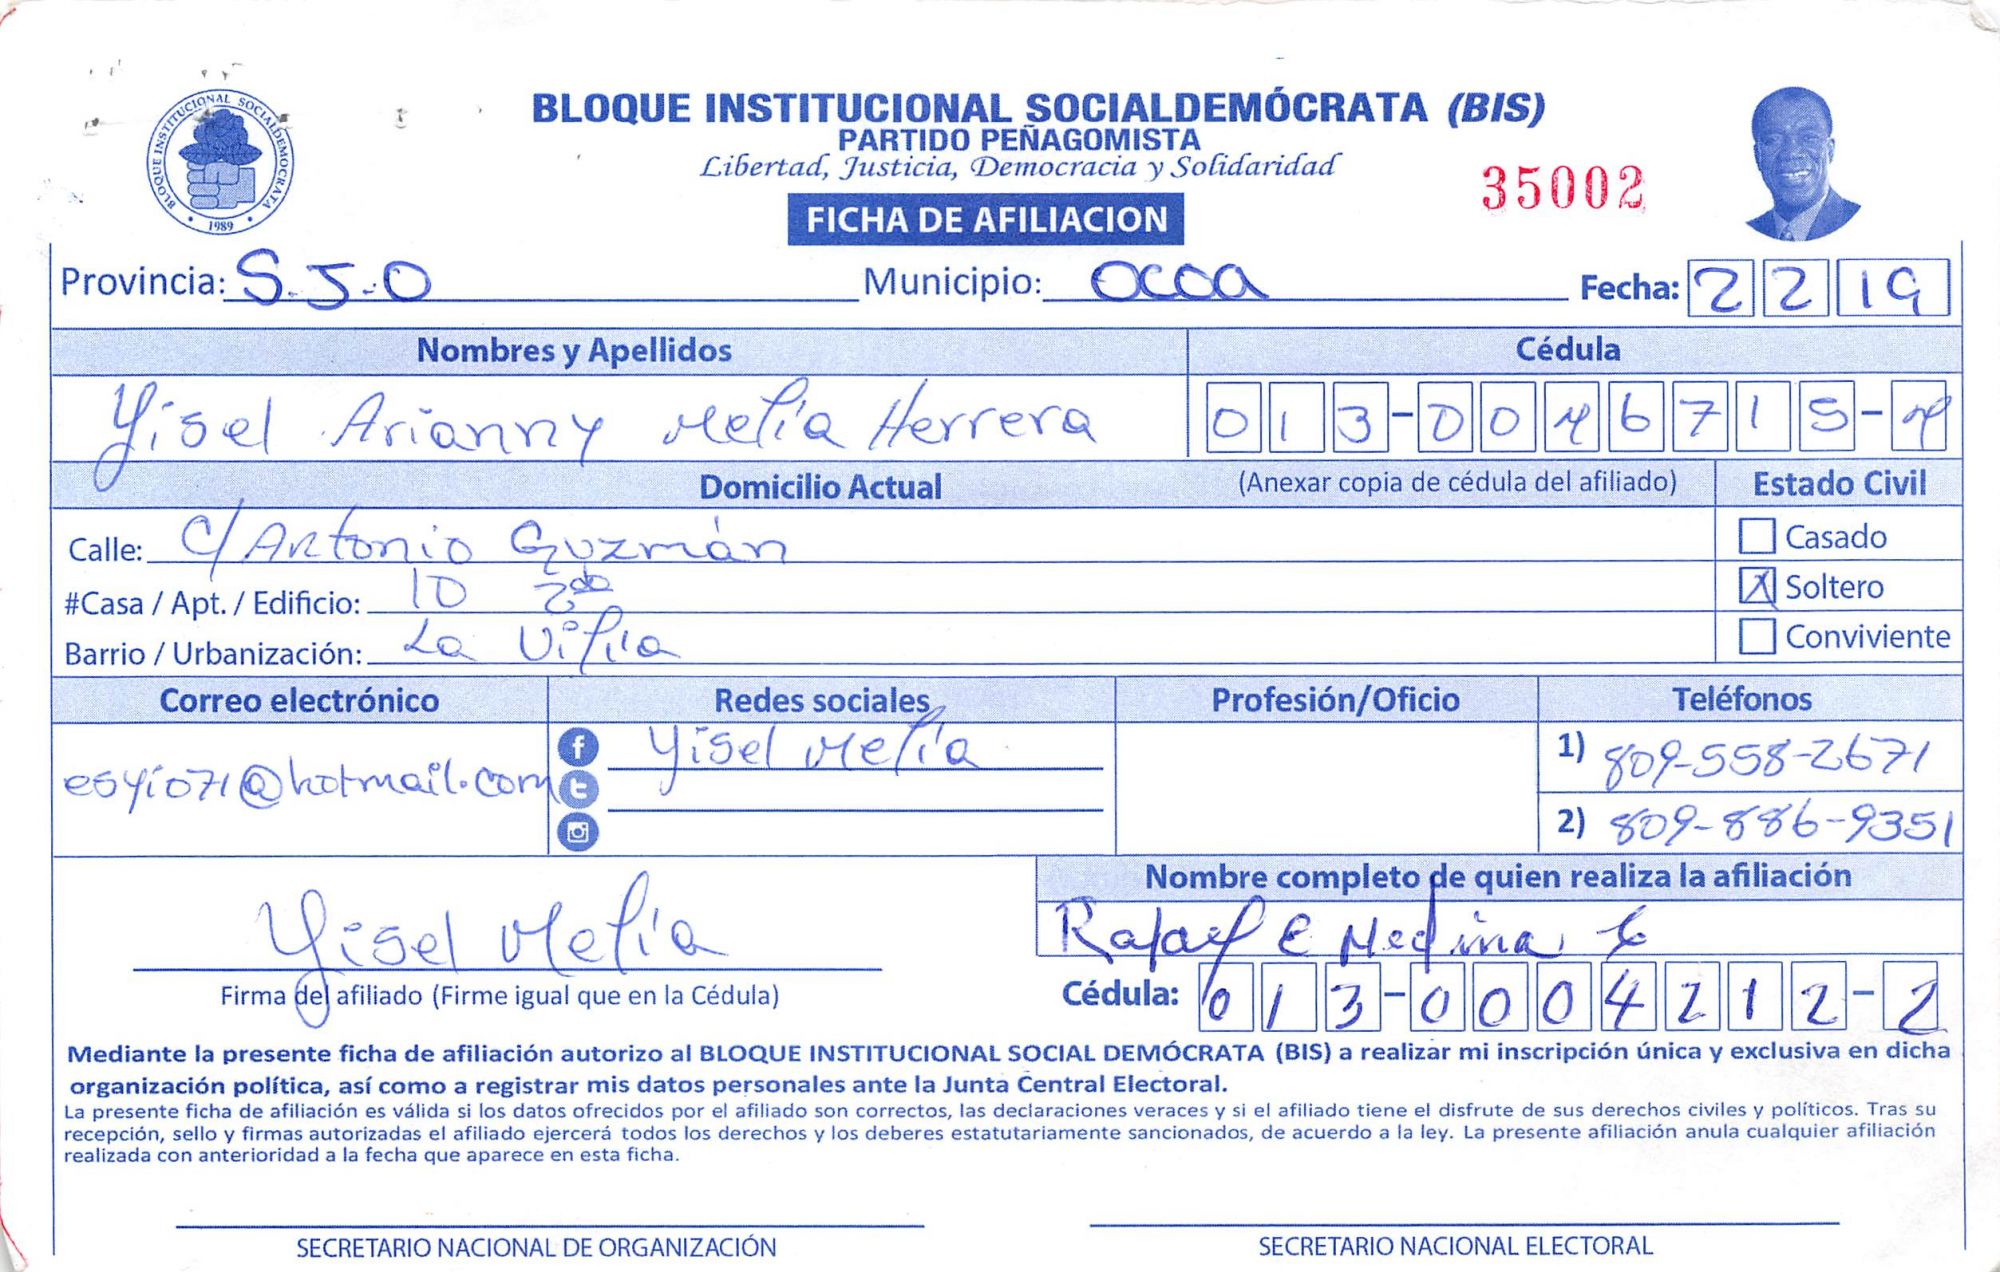 BLOQUE INSTITUCIONAL SOCIALDEMÓCRATA
1989
BLOQUE INSTITUCIONAL SOCIALDEMÓCRATA (BIS)
PARTIDO PEÑAGOMISTA
Libertad, Justicia, Democracia y Solidaridad
35002
FICHA DE AFILIACION
Provincia: S.J.O Municipio: OCOA Fecha: 2 2 19
Nombres y Apellidos Cédula
Yisel Arianny Melía Herrera 013-0046715-4
Domicilio Actual (Anexar copia de cédula del afiliado) Estado Civil
Calle: C/ Antonio Guzmán Casado
#Casa / Apt. / Edificio: 10 2do X Soltero
Barrio / Urbanización: La Villa Conviviente
Correo electrónico Redes sociales Profesión/Oficio Teléfonos
f Yisel Melía 1) 809-558-2671
esyi071@hotmail.com t 2) 809-886-9351
Nombre completo de quien realiza la afiliación
Yisel Melía Rafael E Medina
Firma del afiliado (Firme igual que en la Cédula) Cédula: 013-0004212-2
Mediante la presente ficha de afiliación autorizo al BLOQUE INSTITUCIONAL SOCIAL DEMÓCRATA (BIS) a realizar mi inscripción única y exclusiva en dicha
organización política, así como a registrar mis datos personales ante la Junta Central Electoral.
La presente ficha de afiliación es válida si los datos ofrecidos por el afiliado son correctos, las declaraciones veraces y si el afiliado tiene el disfrute de sus derechos civiles y políticos. Tras su
recepción, sello y firmas autorizadas el afiliado ejercerá todos los derechos y los deberes estatutariamente sancionados, de acuerdo a la ley. La presente afiliación anula cualquier afiliación
realizada con anterioridad a la fecha que aparece en esta ficha.
SECRETARIO NACIONAL DE ORGANIZACIÓN SECRETARIO NACIONAL ELECTORAL